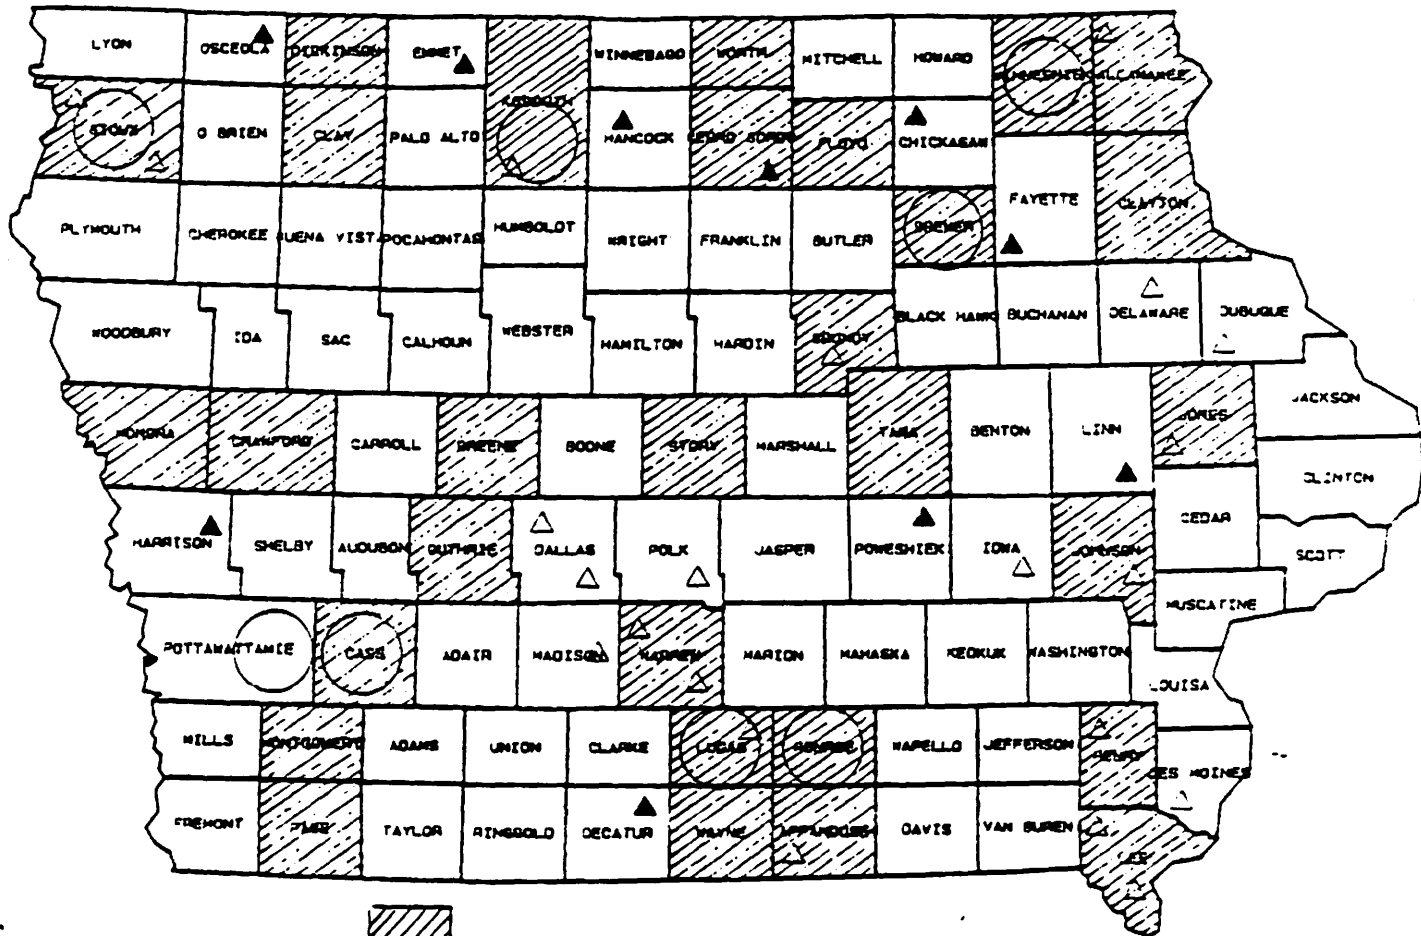 LYON OSCEOLA DICKINSON EMMET WINNEBAGO WORTH MITCHELL HOWARD WINNESHIEK ALLAMAKEE
KOSSUTH
SIOUX O BRIEN CLAY PALO ALTO HANCOCK CERRO GORDO FLOYD CHICKASAW
FAYETTE CLAYTON
PLYMOUTH CHEROKEE BUENA VISTA POCAHONTAS HUMBOLDT WRIGHT FRANKLIN BUTLER BREMER
WOODBURY IDA SAC CALHOUN WEBSTER HAMILTON HARDIN GRUNDY BLACK HAWK BUCHANAN DELAWARE DUBUQUE
JACKSON
MONONA CRAWFORD CARROLL GREENE BOONE STORY MARSHALL TAMA BENTON LINN JONES
CLINTON
CEDAR
HARRISON SHELBY AUDUBON GUTHRIE DALLAS POLK JASPER POWESHIEK IOWA JOHNSON SCOTT
MUSCATINE
POTTAWATTAMIE CASS ADAIR MADISON WARREN MARION MAHASKA KEOKUK WASHINGTON
LOUISA
MILLS MONTGOMERY ADAMS UNION CLARKE LUCAS MONROE WAPELLO JEFFERSON HENRY
DES MOINES
FREMONT PAGE TAYLOR RINGGOLD DECATUR WAYNE APPANOOSE DAVIS VAN BUREN
LEE